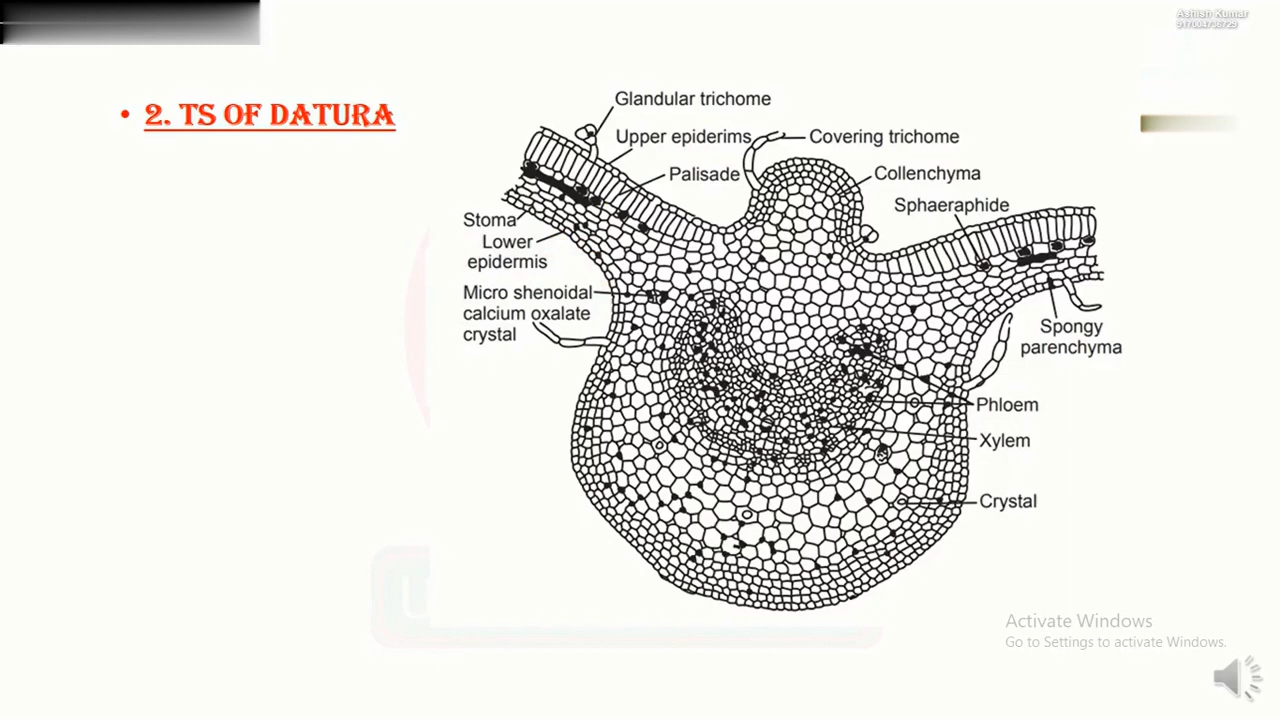 Ashish Kumar
917004736729
• 2. TS OF DATURA
Glandular trichome
Upper epiderims
Covering trichome
Palisade
Collenchyma
Sphaeraphide
Stoma
Lower
epidermis
Micro shenoidal
calcium oxalate
crystal
Spongy
parenchyma
Phloem
Xylem
Crystal
Activate Windows
Go to Settings to activate Windows.